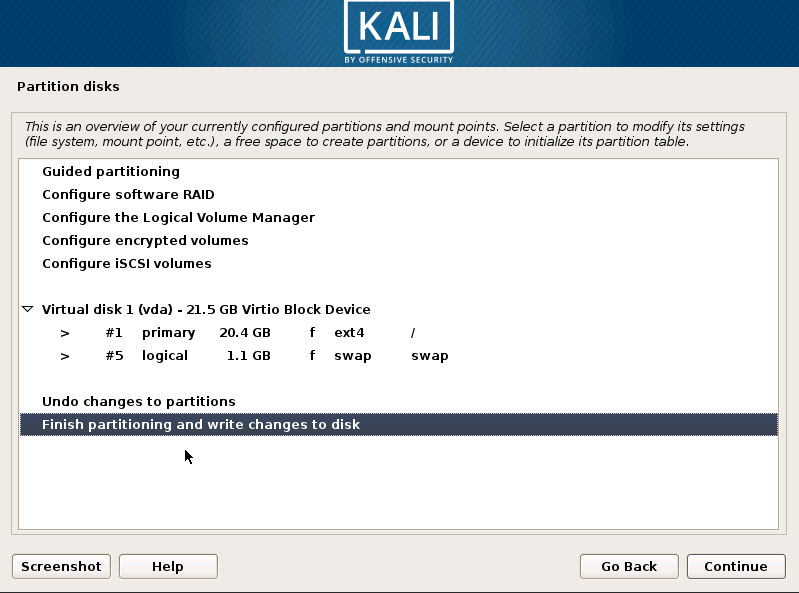 KALI
BY OFFENSIVE SECURITY
Partition disks
This is an overview of your currently configured partitions and mount points. Select a partition to modify its settings
(file system, mount point, etc.), a free space to create partitions, or a device to initialize its partition table.
Guided partitioning
Configure software RAID
Configure the Logical Volume Manager
Configure encrypted volumes
Configure iSCSI volumes
Virtual disk 1 (vda) - 21.5 GB Virtio Block Device
> #1 primary 20.4 GB f ext4 /
> #5 logical 1.1 GB f swap swap
Undo changes to partitions
Finish partitioning and write changes to disk
Screenshot Help Go Back Continue